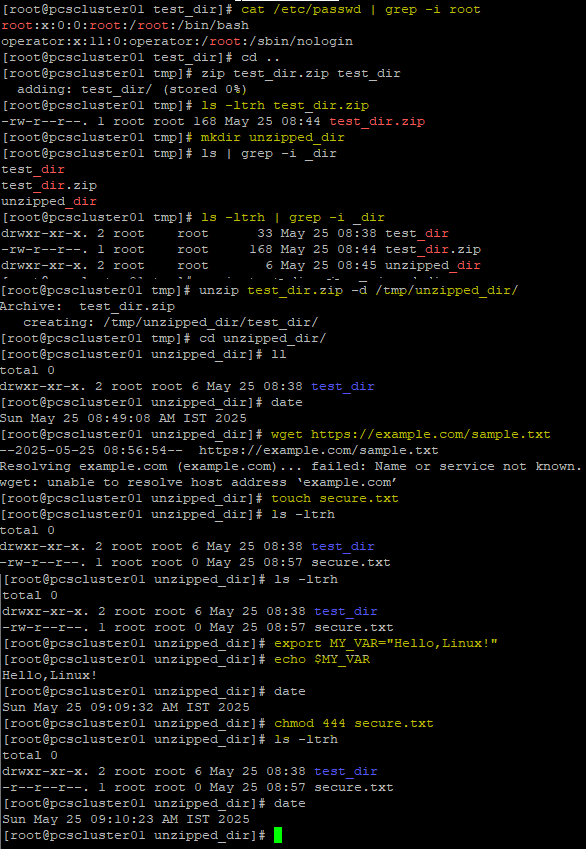 [root@pcscluster01 test_dir]# cat /etc/passwd | grep -i root
root:x:0:0:root:/root:/bin/bash
operator:x:11:0:operator:/root:/sbin/nologin
[root@pcscluster01 test_dir]# cd ..
[root@pcscluster01 tmp]# zip test_dir.zip test_dir
  adding: test_dir/ (stored 0%)
[root@pcscluster01 tmp]# ls -ltrh test_dir.zip
-rw-r--r--. 1 root root 168 May 25 08:44 test_dir.zip
[root@pcscluster01 tmp]# mkdir unzipped_dir
[root@pcscluster01 tmp]# ls | grep -i _dir
test_dir
test_dir.zip
unzipped_dir
[root@pcscluster01 tmp]# ls -ltrh | grep -i _dir
drwxr-xr-x. 2 root    root      33 May 25 08:38 test_dir
-rw-r--r--. 1 root    root     168 May 25 08:44 test_dir.zip
drwxr-xr-x. 2 root    root       6 May 25 08:45 unzipped_dir
[root@pcscluster01 tmp]# unzip test_dir.zip -d /tmp/unzipped_dir/
Archive:  test_dir.zip
   creating: /tmp/unzipped_dir/test_dir/
[root@pcscluster01 tmp]# cd unzipped_dir/
[root@pcscluster01 unzipped_dir]# ll
total 0
drwxr-xr-x. 2 root root 6 May 25 08:38 test_dir
[root@pcscluster01 unzipped_dir]# date
Sun May 25 08:49:08 AM IST 2025
[root@pcscluster01 unzipped_dir]# wget https://example.com/sample.txt
--2025-05-25 08:56:54--  https://example.com/sample.txt
Resolving example.com (example.com)... failed: Name or service not known.
wget: unable to resolve host address ‘example.com’
[root@pcscluster01 unzipped_dir]# touch secure.txt
[root@pcscluster01 unzipped_dir]# ls -ltrh
total 0
drwxr-xr-x. 2 root root 6 May 25 08:38 test_dir
-rw-r--r--. 1 root root 0 May 25 08:57 secure.txt
[root@pcscluster01 unzipped_dir]# ls -ltrh
total 0
drwxr-xr-x. 2 root root 6 May 25 08:38 test_dir
-rw-r--r--. 1 root root 0 May 25 08:57 secure.txt
[root@pcscluster01 unzipped_dir]# export MY_VAR="Hello,Linux!"
[root@pcscluster01 unzipped_dir]# echo $MY_VAR
Hello,Linux!
[root@pcscluster01 unzipped_dir]# date
Sun May 25 09:09:32 AM IST 2025
[root@pcscluster01 unzipped_dir]# chmod 444 secure.txt
[root@pcscluster01 unzipped_dir]# ls -ltrh
total 0
drwxr-xr-x. 2 root root 6 May 25 08:38 test_dir
-r--r--r--. 1 root root 0 May 25 08:57 secure.txt
[root@pcscluster01 unzipped_dir]# date
Sun May 25 09:10:23 AM IST 2025
[root@pcscluster01 unzipped_dir]#